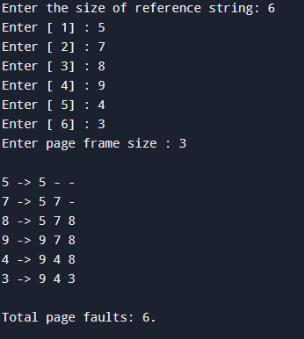 Enter the size of reference string: 6
Enter [ 1] : 5
Enter [ 2] : 7
Enter [ 3] : 8
Enter [ 4] : 9
Enter [ 5] : 4
Enter [ 6] : 3
Enter page frame size : 3
5 -> 5 - -
7 -> 5 7 -
8 -> 5 7 8
9 -> 9 7 8
4 -> 9 4 8
3 -> 9 4 3
Total page faults: 6.